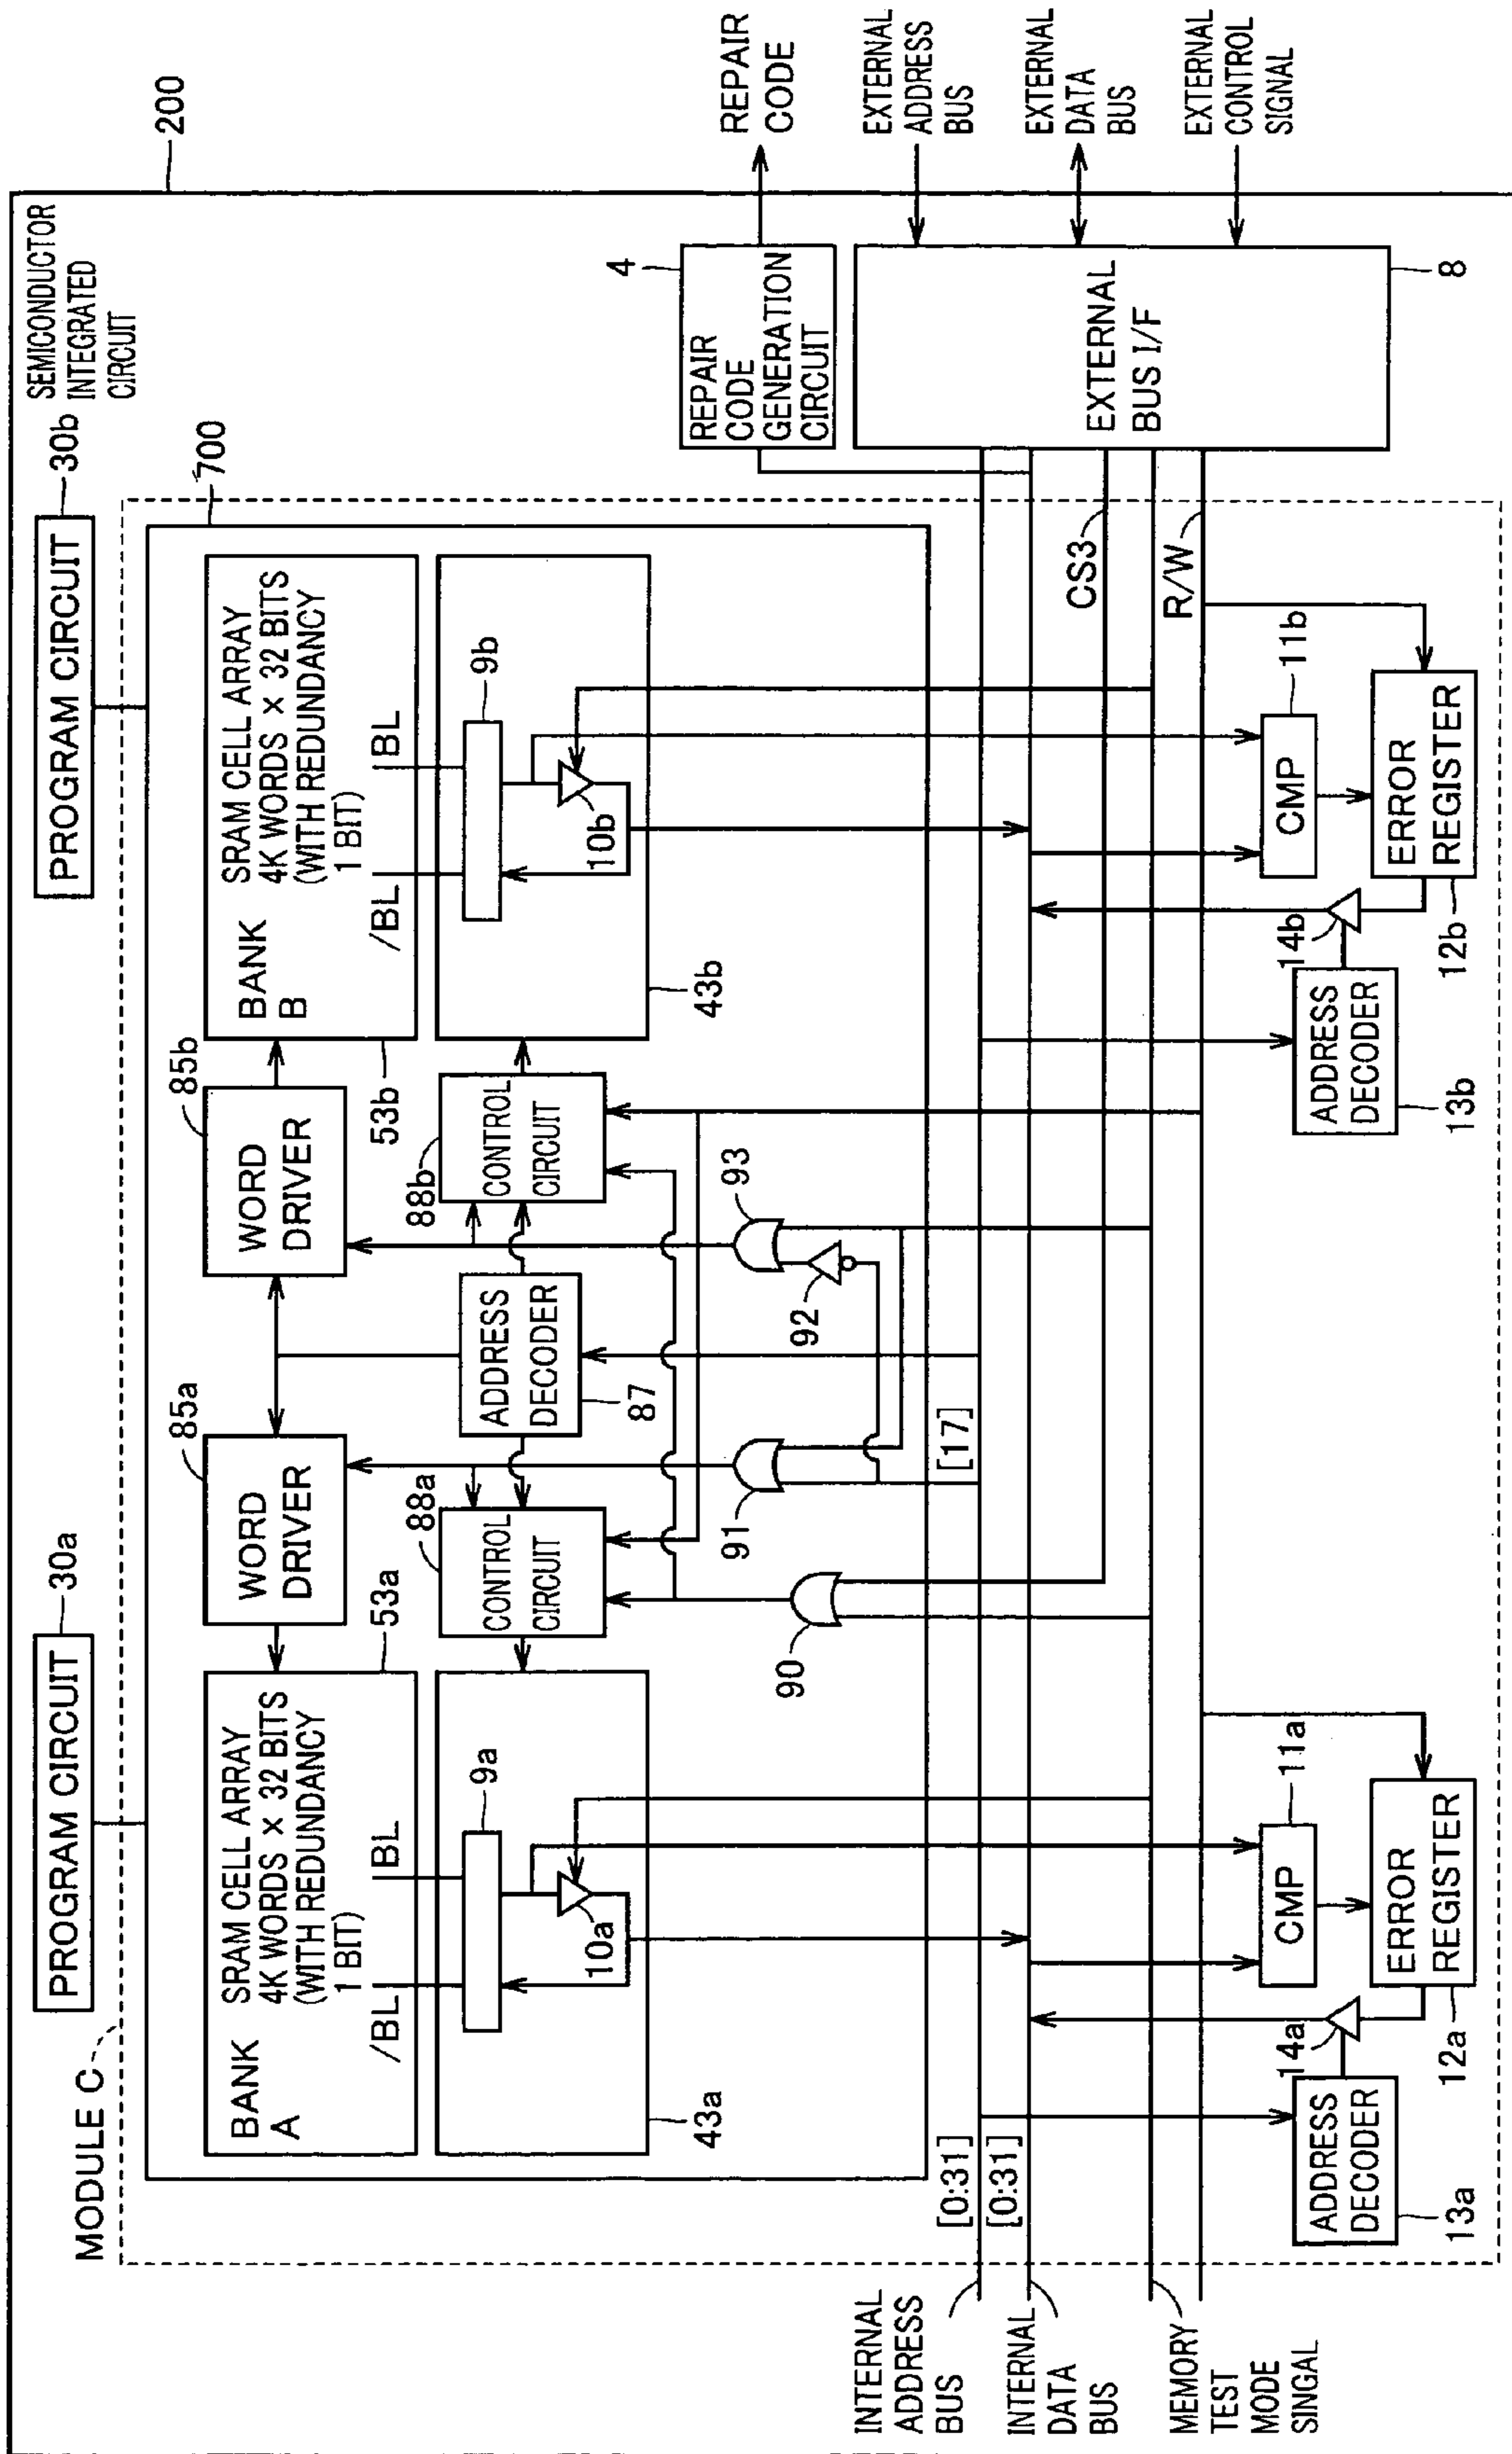 SEMICONDUCTOR
INTEGRATED
CIRCUIT
200
PROGRAM CIRCUIT
30a
PROGRAM CIRCUIT
30b
MODULE C
700
BANK
A
SRAM CELL ARRAY
4K WORDS × 32 BITS
(WITH REDUNDANCY
1 BIT)
/BL
BL
53a
WORD
DRIVER
85a
WORD
DRIVER
85b
BANK
B
SRAM CELL ARRAY
4K WORDS × 32 BITS
(WITH REDUNDANCY
1 BIT)
/BL
BL
53b
9a
10a
43a
CONTROL
CIRCUIT
88a
ADDRESS
DECODER
87
CONTROL
CIRCUIT
88b
9b
10b
43b
90
91
92
93
REPAIR
CODE
GENERATION
CIRCUIT
4
REPAIR
CODE
EXTERNAL
BUS I/F
8
EXTERNAL
ADDRESS
BUS
EXTERNAL
DATA
BUS
EXTERNAL
CONTROL
SIGNAL
INTERNAL
ADDRESS
BUS
[0:31]
[17]
INTERNAL
DATA
BUS
[0:31]
CS3
MEMORY
TEST
MODE
SINGAL
R/W
ADDRESS
DECODER
13a
14a
CMP
11a
ERROR
REGISTER
12a
ADDRESS
DECODER
13b
14b
CMP
11b
ERROR
REGISTER
12b